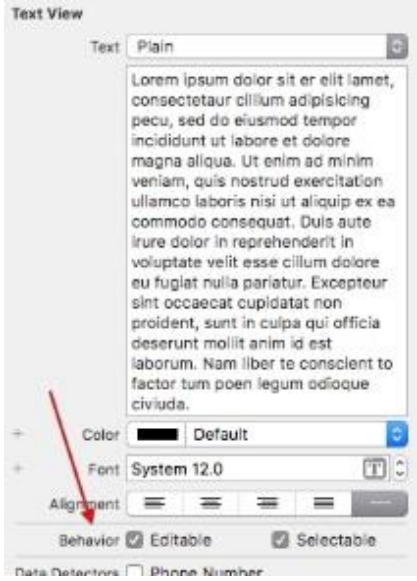 Text View
Text Plain
Lorem ipsum dolor sit er elit lamet,
consectetaur cillium adipisicing
pecu, sed do eiusmod tempor
incididunt ut labore et dolore
magna aliqua. Ut enim ad minim
veniam, quis nostrud exercitation
ullamco laboris nisi ut aliquip ex ea
commodo consequat. Duis aute
irure dolor in reprehenderit in
voluptate velit esse cillum dolore
eu fugiat nulla pariatur. Excepteur
sint occaecat cupidatat non
proident, sunt in culpa qui officia
deserunt mollit anim id est
laborum. Nam liber te conscient to
factor tum poen legum odioque
civiuda.
Color Default
Font System 12.0
Alignment
Behavior Editable Selectable
Data Detectors Phone Number